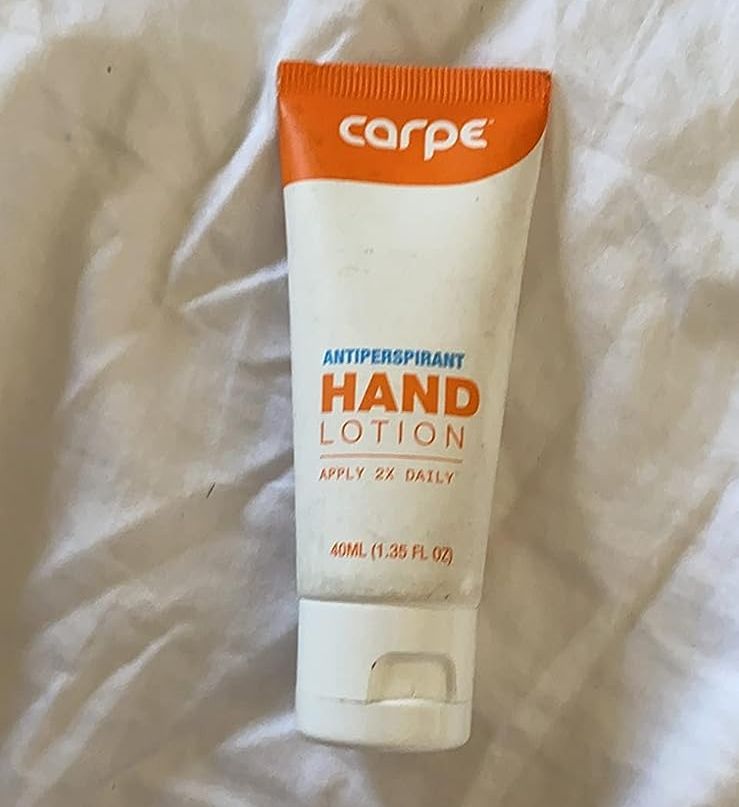 carpe
ANTIPERSPIRANT
HAND
LOTION
APPLY 2X DAILY
40ML (1.35 FL OZ)